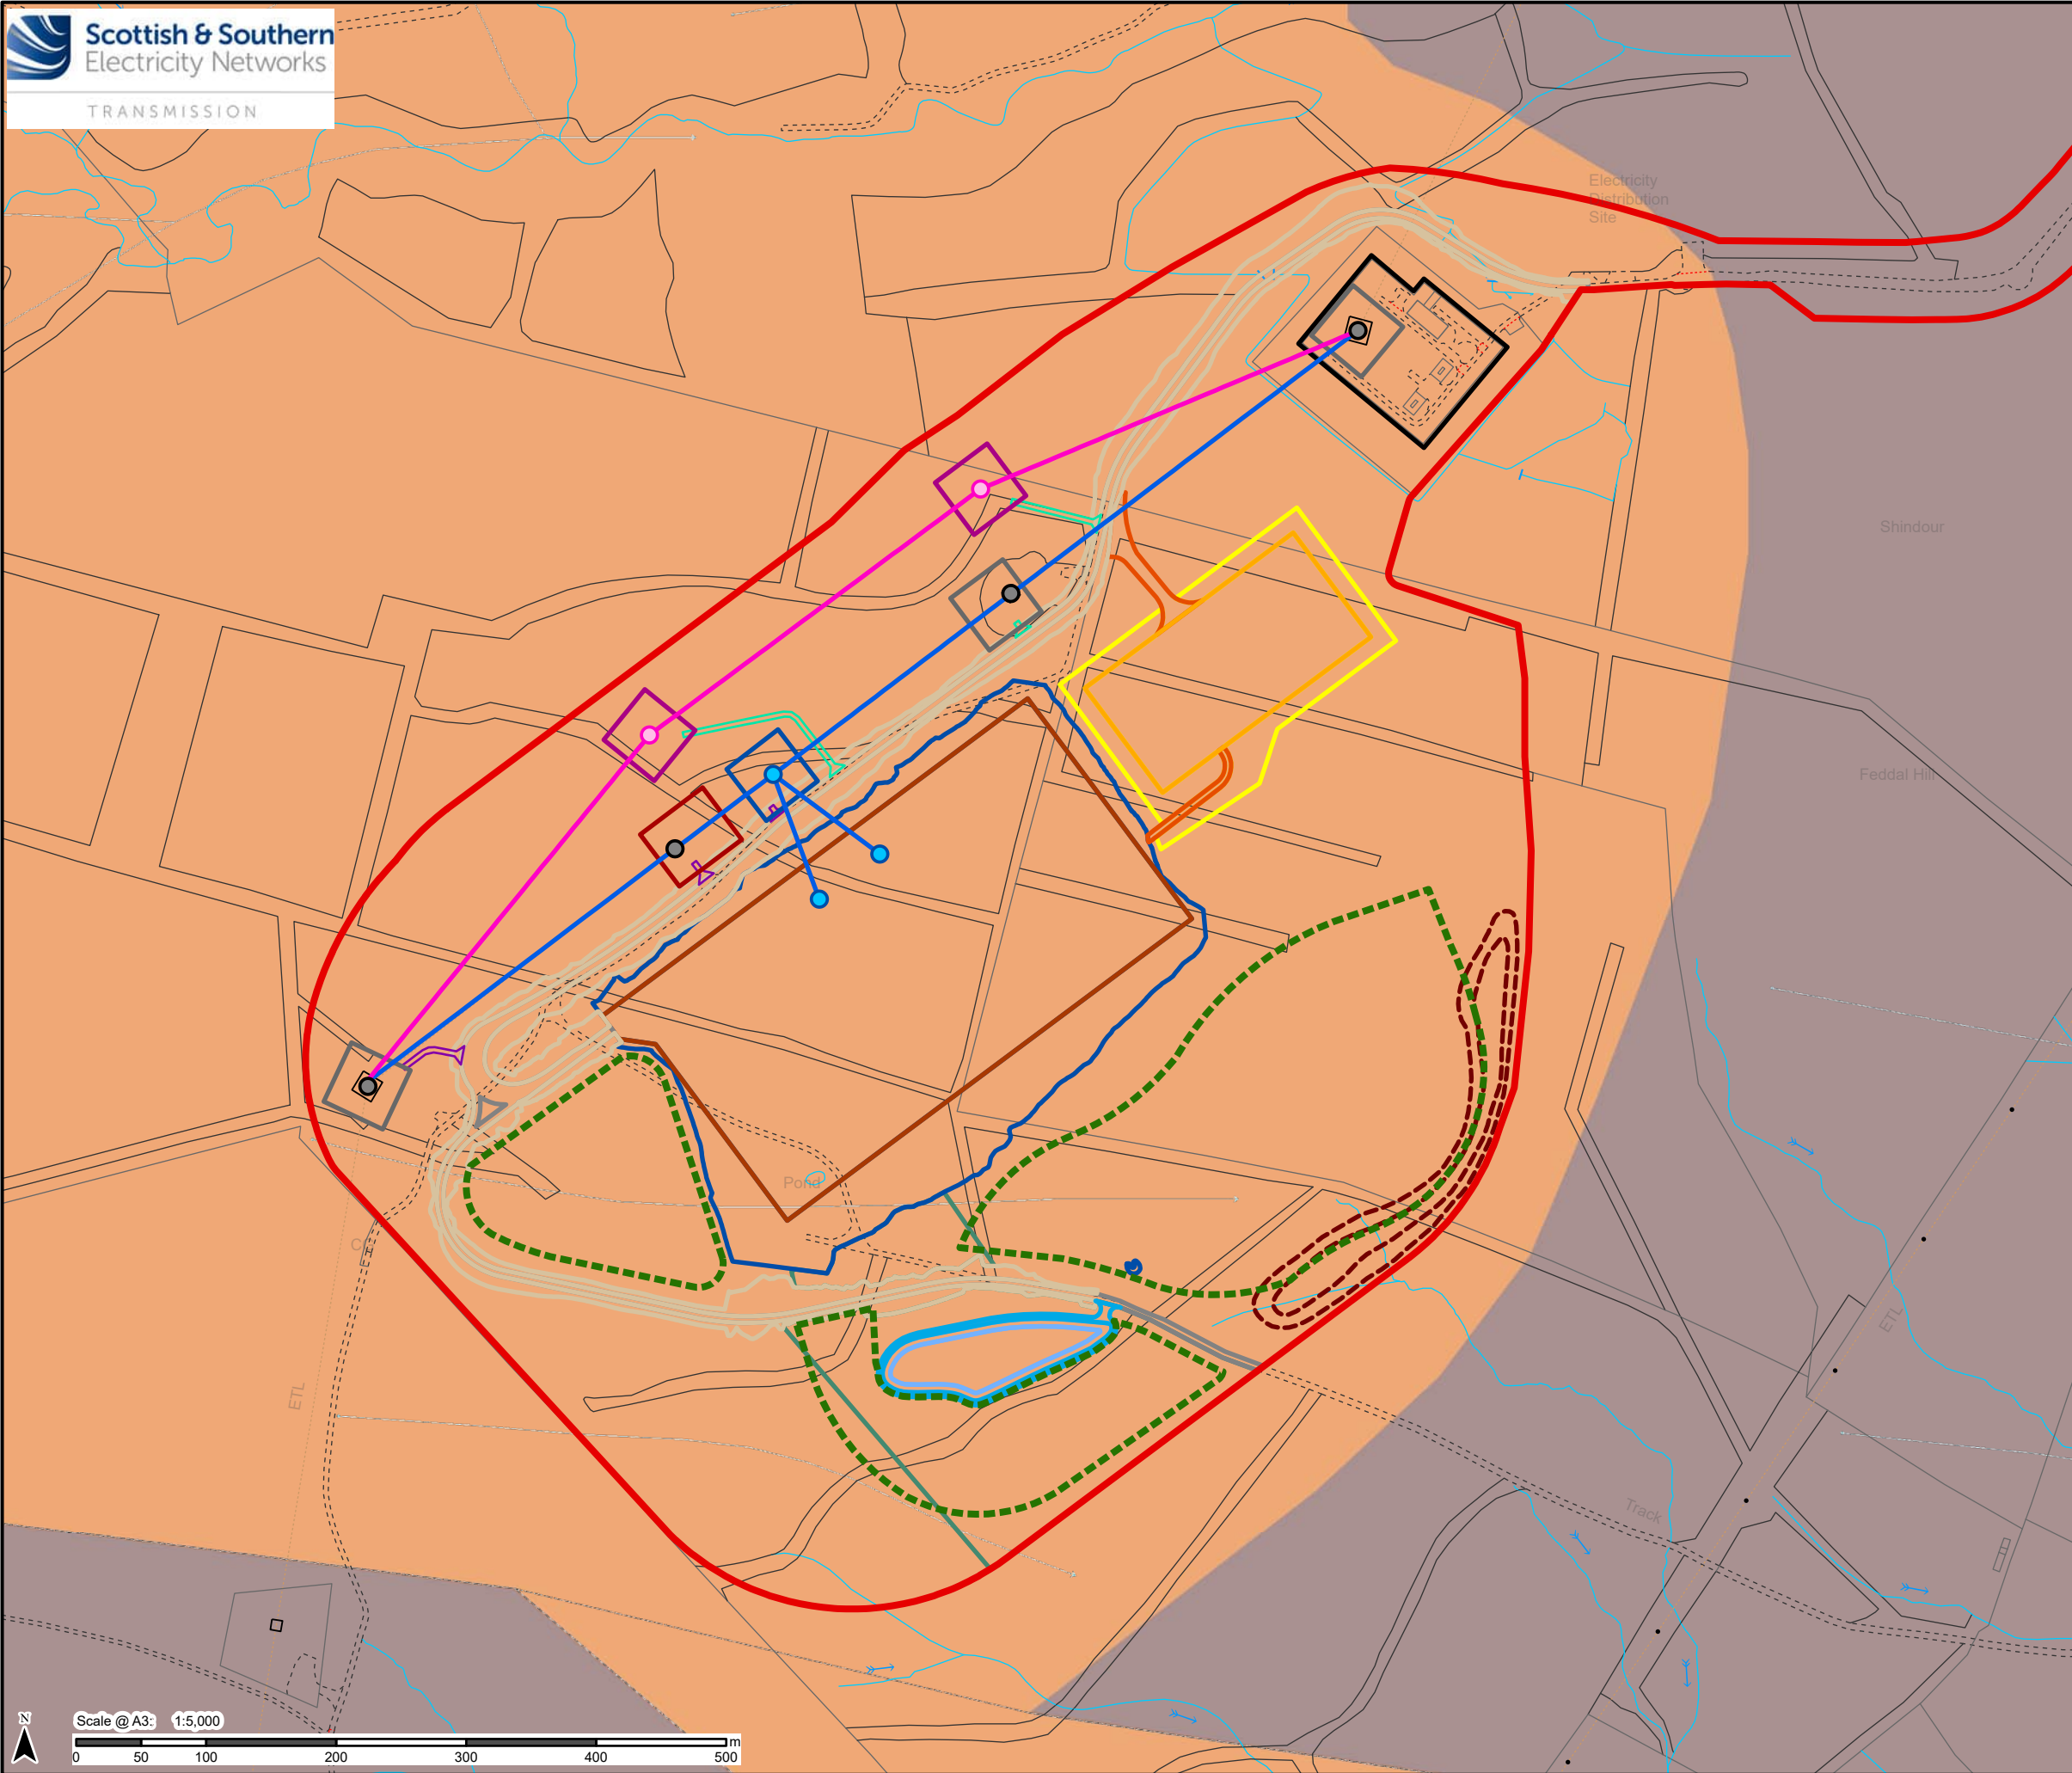 Scottish & Southern
Electricity Networks
TRANSMISSION
Electricity
Distribution
Site
Shindour
Feddal Hill
Pond
ETL
ETL
Track
N
Scale @ A3: 1:5,000
0 50 100 200 300 400 500
m